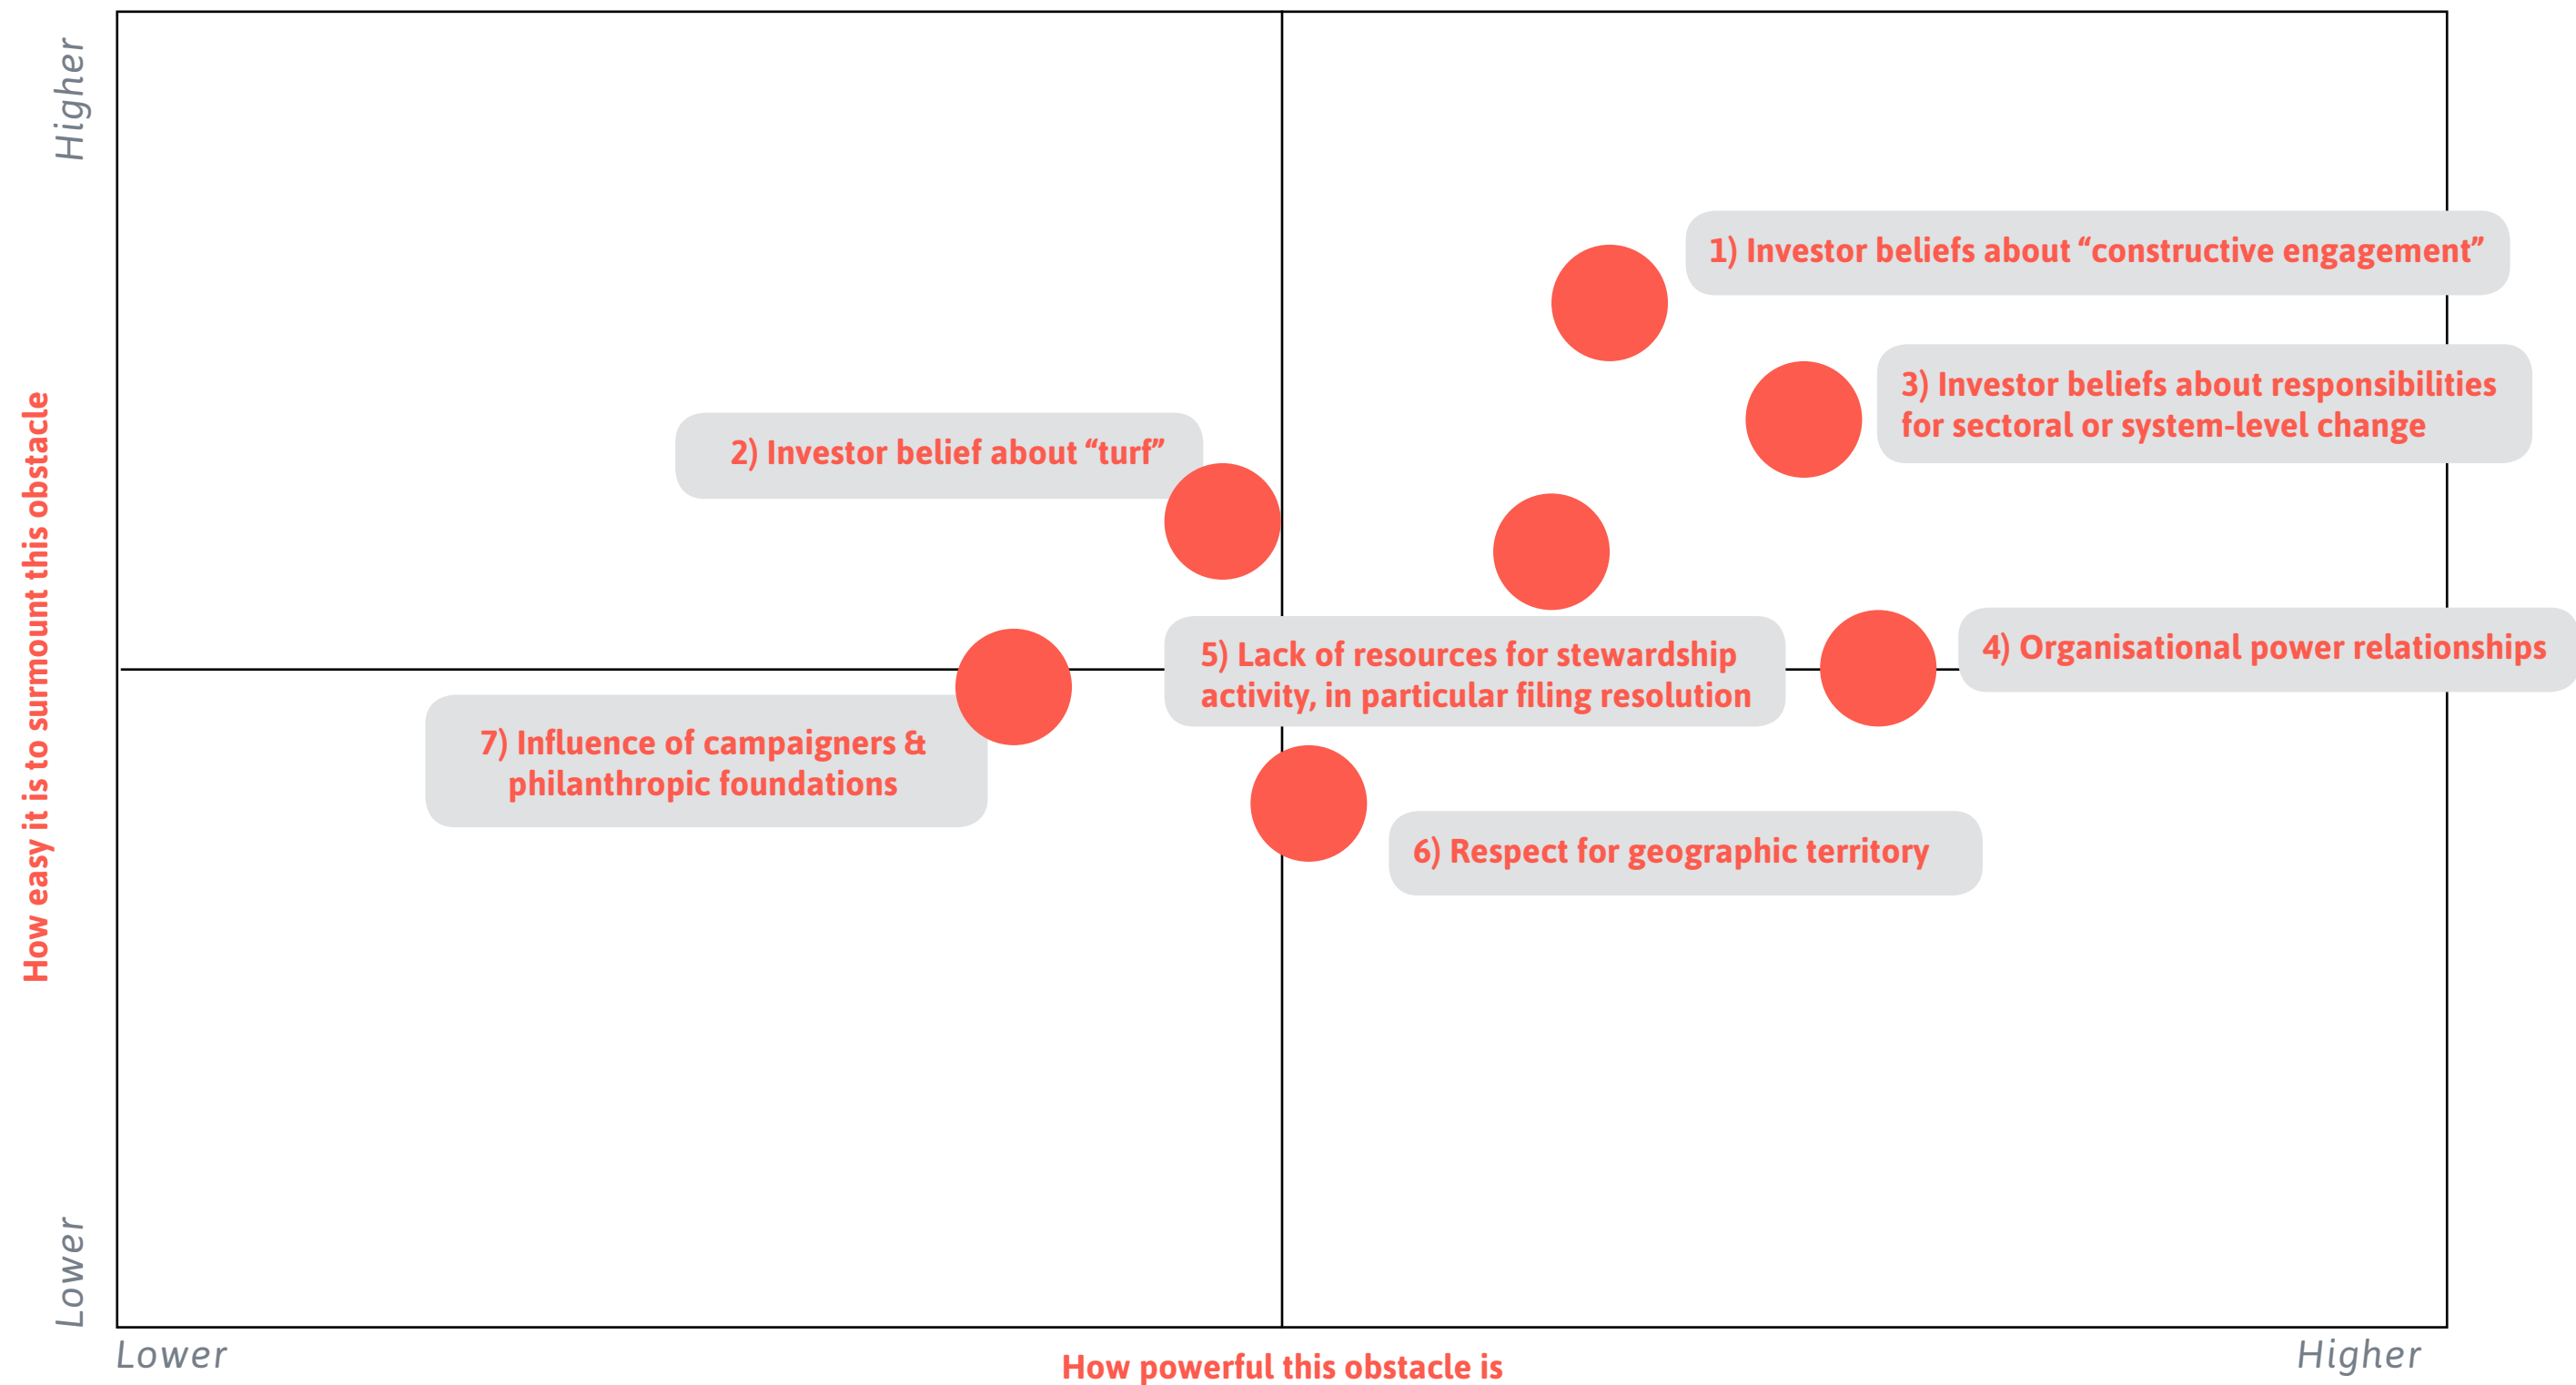 Higher
How easy it is to surmount this obstacle
Lower
1) Investor beliefs about “constructive engagement”
3) Investor beliefs about responsibilities
for sectoral or system-level change
2) Investor belief about “turf”
5) Lack of resources for stewardship
activity, in particular filing resolution
4) Organisational power relationships
7) Influence of campaigners &
philanthropic foundations
6) Respect for geographic territory
Lower
How powerful this obstacle is
Higher